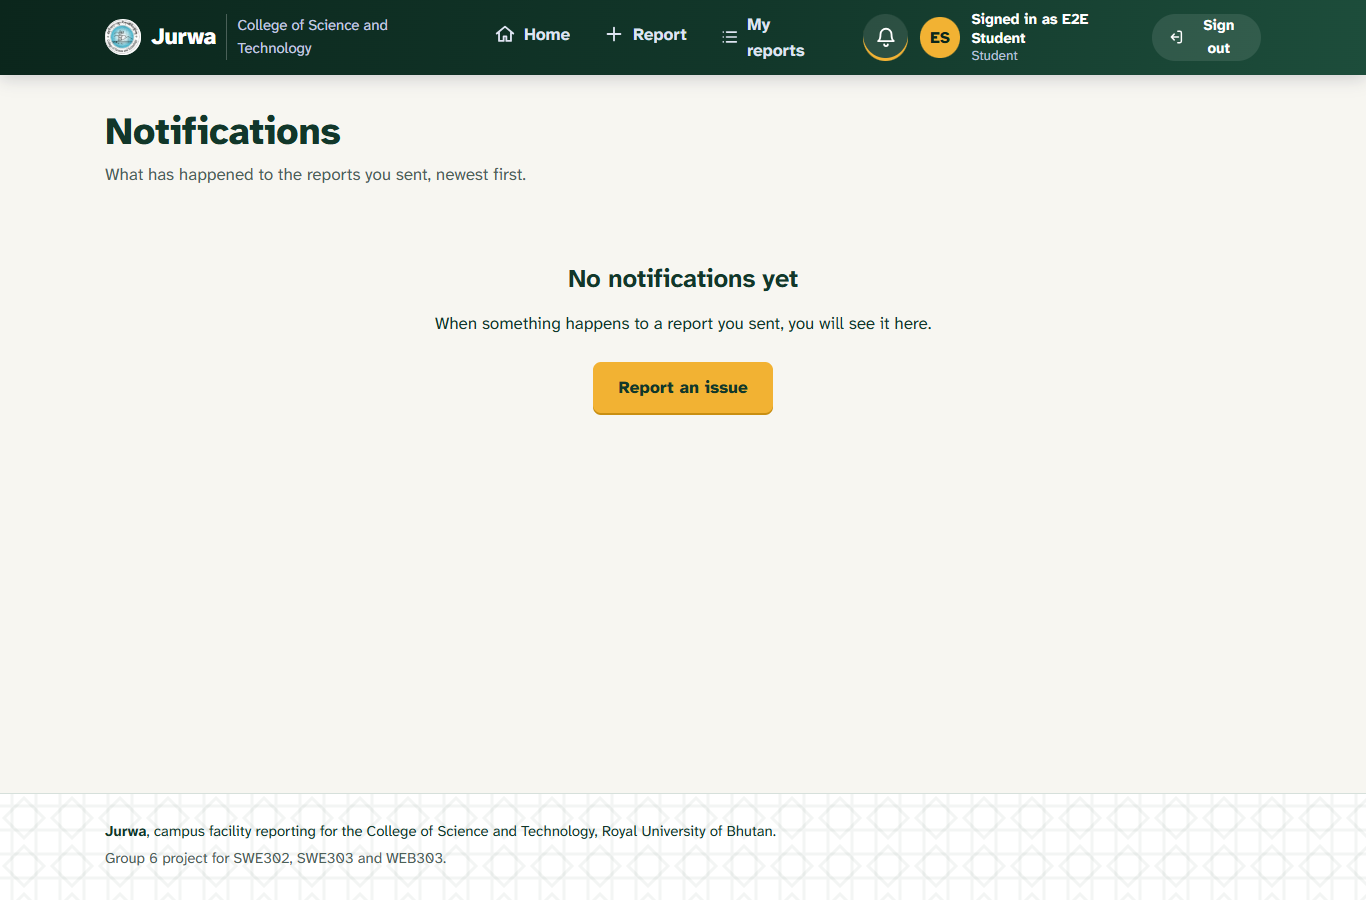 Jurwa
College of Science and
Technology
Home
Report
My
reports
ES
Signed in as E2E
Student
Student
Sign
out
Notifications
What has happened to the reports you sent, newest first.
No notifications yet
When something happens to a report you sent, you will see it here.
Report an issue
Jurwa, campus facility reporting for the College of Science and Technology, Royal University of Bhutan.
Group 6 project for SWE302, SWE303 and WEB303.